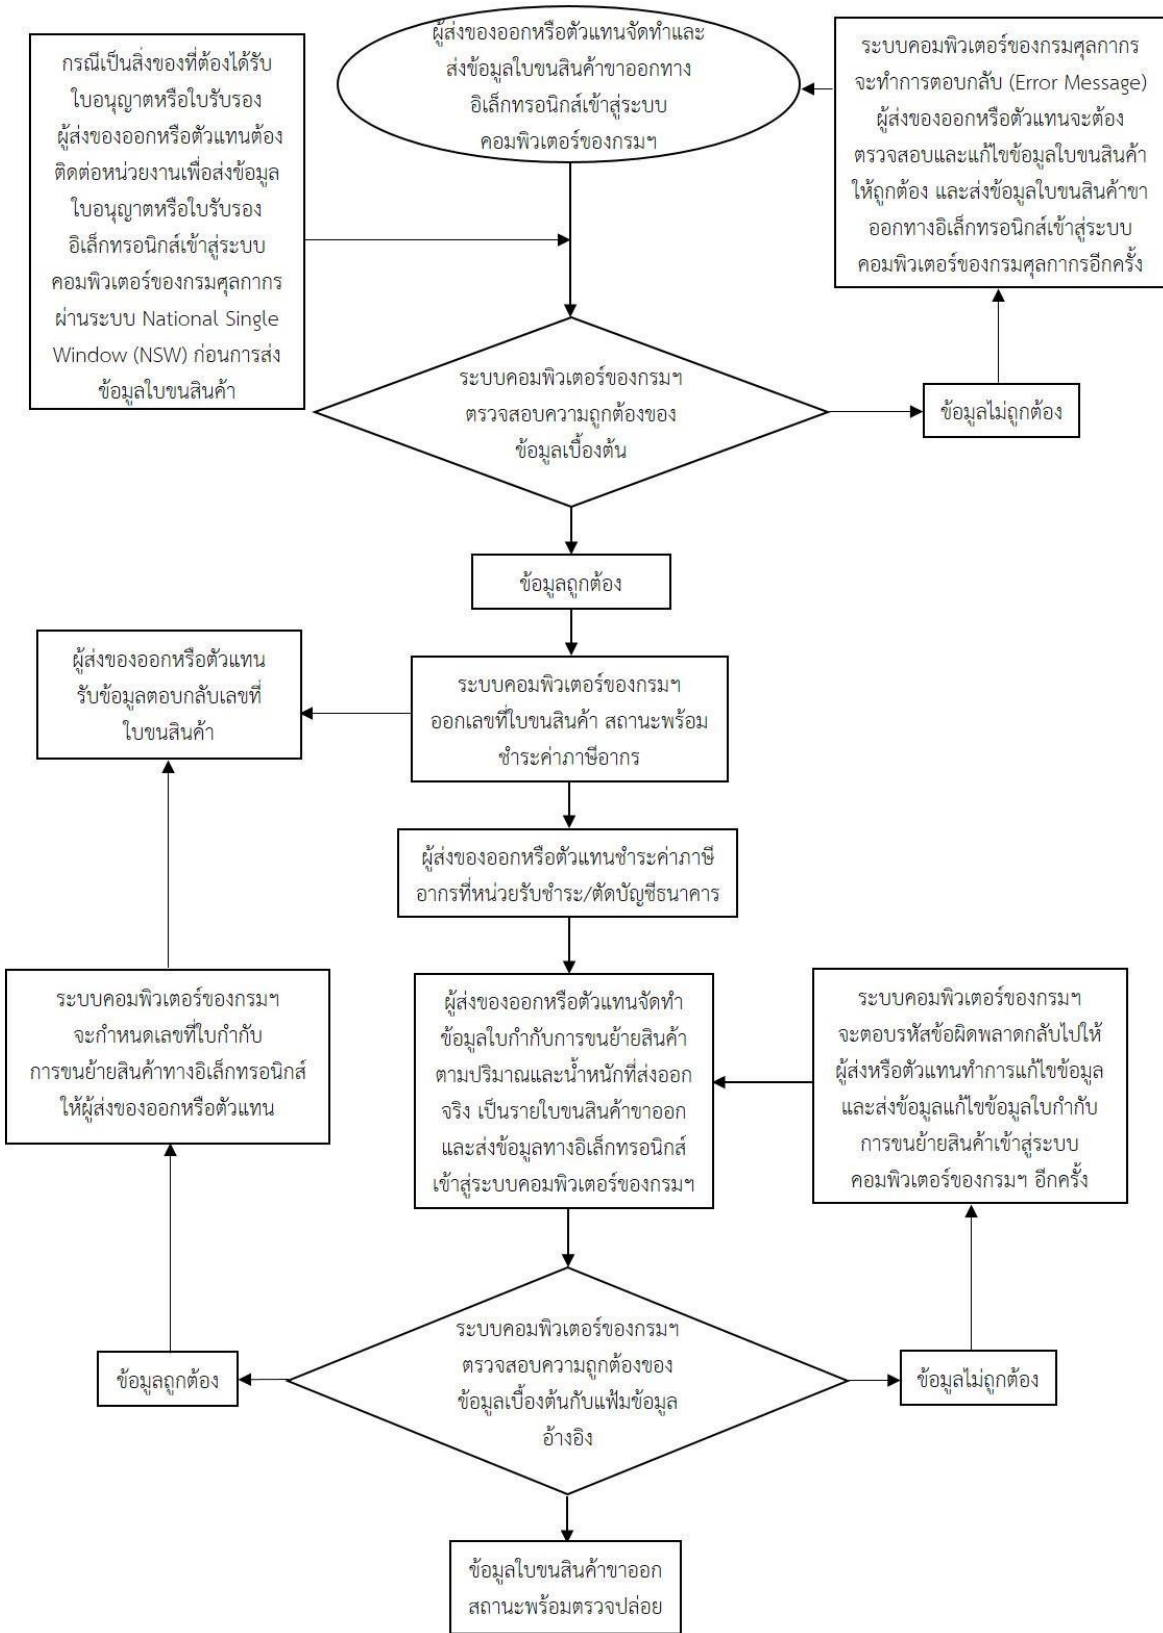 ผู้ส่งของออกหรือตัวแทนจัดทำและ
ส่งข้อมูลใบขนสินค้าขาออกทาง
อิเล็กทรอนิกส์เข้าสู่ระบบ
คอมพิวเตอร์ของกรมฯ
กรณีเป็นสิ่งของที่ต้องได้รับ
ใบอนุญาตหรือใบรับรอง
ผู้ส่งของออกหรือตัวแทนต้อง
ติดต่อหน่วยงานเพื่อส่งข้อมูล
ใบอนุญาตหรือใบรับรอง
อิเล็กทรอนิกส์เข้าสู่ระบบ
คอมพิวเตอร์ของกรมศุลกากร
ผ่านระบบ National Single
Window (NSW) ก่อนการส่ง
ข้อมูลใบขนสินค้า
ระบบคอมพิวเตอร์ของกรมศุลกากร
จะทำการตอบกลับ (Error Message)
ผู้ส่งของออกหรือตัวแทนจะต้อง
ตรวจสอบและแก้ไขข้อมูลใบขนสินค้า
ให้ถูกต้อง และส่งข้อมูลใบขนสินค้าขา
ออกทางอิเล็กทรอนิกส์เข้าสู่ระบบ
คอมพิวเตอร์ของกรมศุลกากรอีกครั้ง
ระบบคอมพิวเตอร์ของกรมฯ
ตรวจสอบความถูกต้องของ
ข้อมูลเบื้องต้น
ข้อมูลไม่ถูกต้อง
ข้อมูลถูกต้อง
ผู้ส่งของออกหรือตัวแทน
รับข้อมูลตอบกลับเลขที่
ใบขนสินค้า
ระบบคอมพิวเตอร์ของกรมฯ
ออกเลขที่ใบขนสินค้า สถานะพร้อม
ชำระค่าภาษีอากร
ผู้ส่งของออกหรือตัวแทนชำระค่าภาษี
อากรที่หน่วยรับชำระ/ตัดบัญชีธนาคาร
ระบบคอมพิวเตอร์ของกรมฯ
จะกำหนดเลขที่ใบกำกับ
การขนย้ายสินค้าทางอิเล็กทรอนิกส์
ให้ผู้ส่งของออกหรือตัวแทน
ผู้ส่งของออกหรือตัวแทนจัดทำ
ข้อมูลใบกำกับการขนย้ายสินค้า
ตามปริมาณและน้ำหนักที่ส่งออก
จริง เป็นรายใบขนสินค้าขาออก
และส่งข้อมูลทางอิเล็กทรอนิกส์
เข้าสู่ระบบคอมพิวเตอร์ของกรมฯ
ระบบคอมพิวเตอร์ของกรมฯ
จะตอบรหัสข้อผิดพลาดกลับไปให้
ผู้ส่งหรือตัวแทนทำการแก้ไขข้อมูล
และส่งข้อมูลแก้ไขข้อมูลใบกำกับ
การขนย้ายสินค้าเข้าสู่ระบบ
คอมพิวเตอร์ของกรมฯ อีกครั้ง
ระบบคอมพิวเตอร์ของกรมฯ
ตรวจสอบความถูกต้องของ
ข้อมูลเบื้องต้นกับแฟ้มข้อมูล
อ้างอิง
ข้อมูลถูกต้อง
ข้อมูลไม่ถูกต้อง
ข้อมูลใบขนสินค้าขาออก
สถานะพร้อมตรวจปล่อย